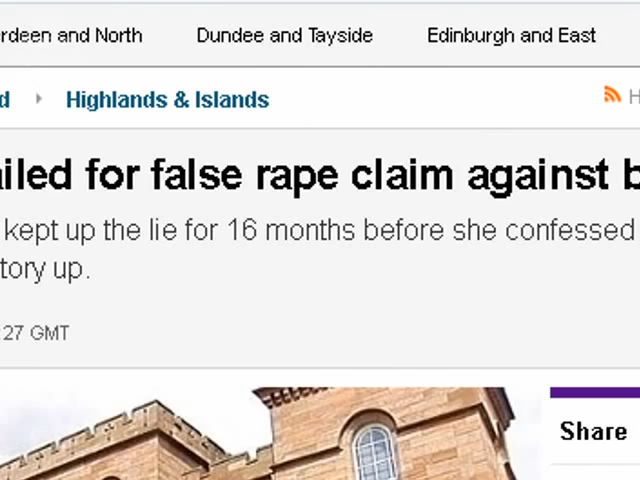 rdeen and North Dundee and Tayside Edinburgh and East
d Highlands & Islands H
ailed for false rape claim against b
kept up the lie for 16 months before she confessed
tory up.
:27 GMT
Share